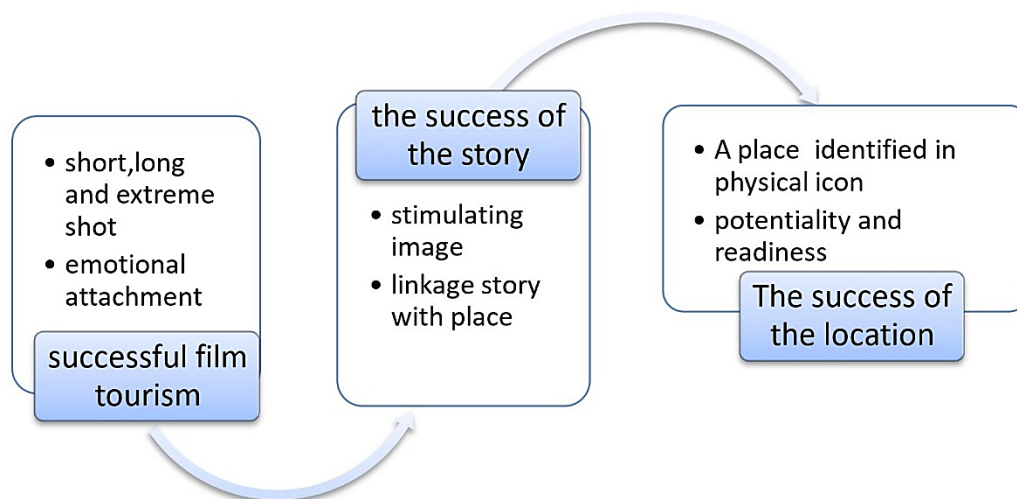 • short,long
and extreme
shot
• emotional
attachment
successful film
tourism
the success of
the story
• stimulating
image
• linkage story
with place
• A place  identified in
physical icon
• potentiality and
readiness
The success of
the location